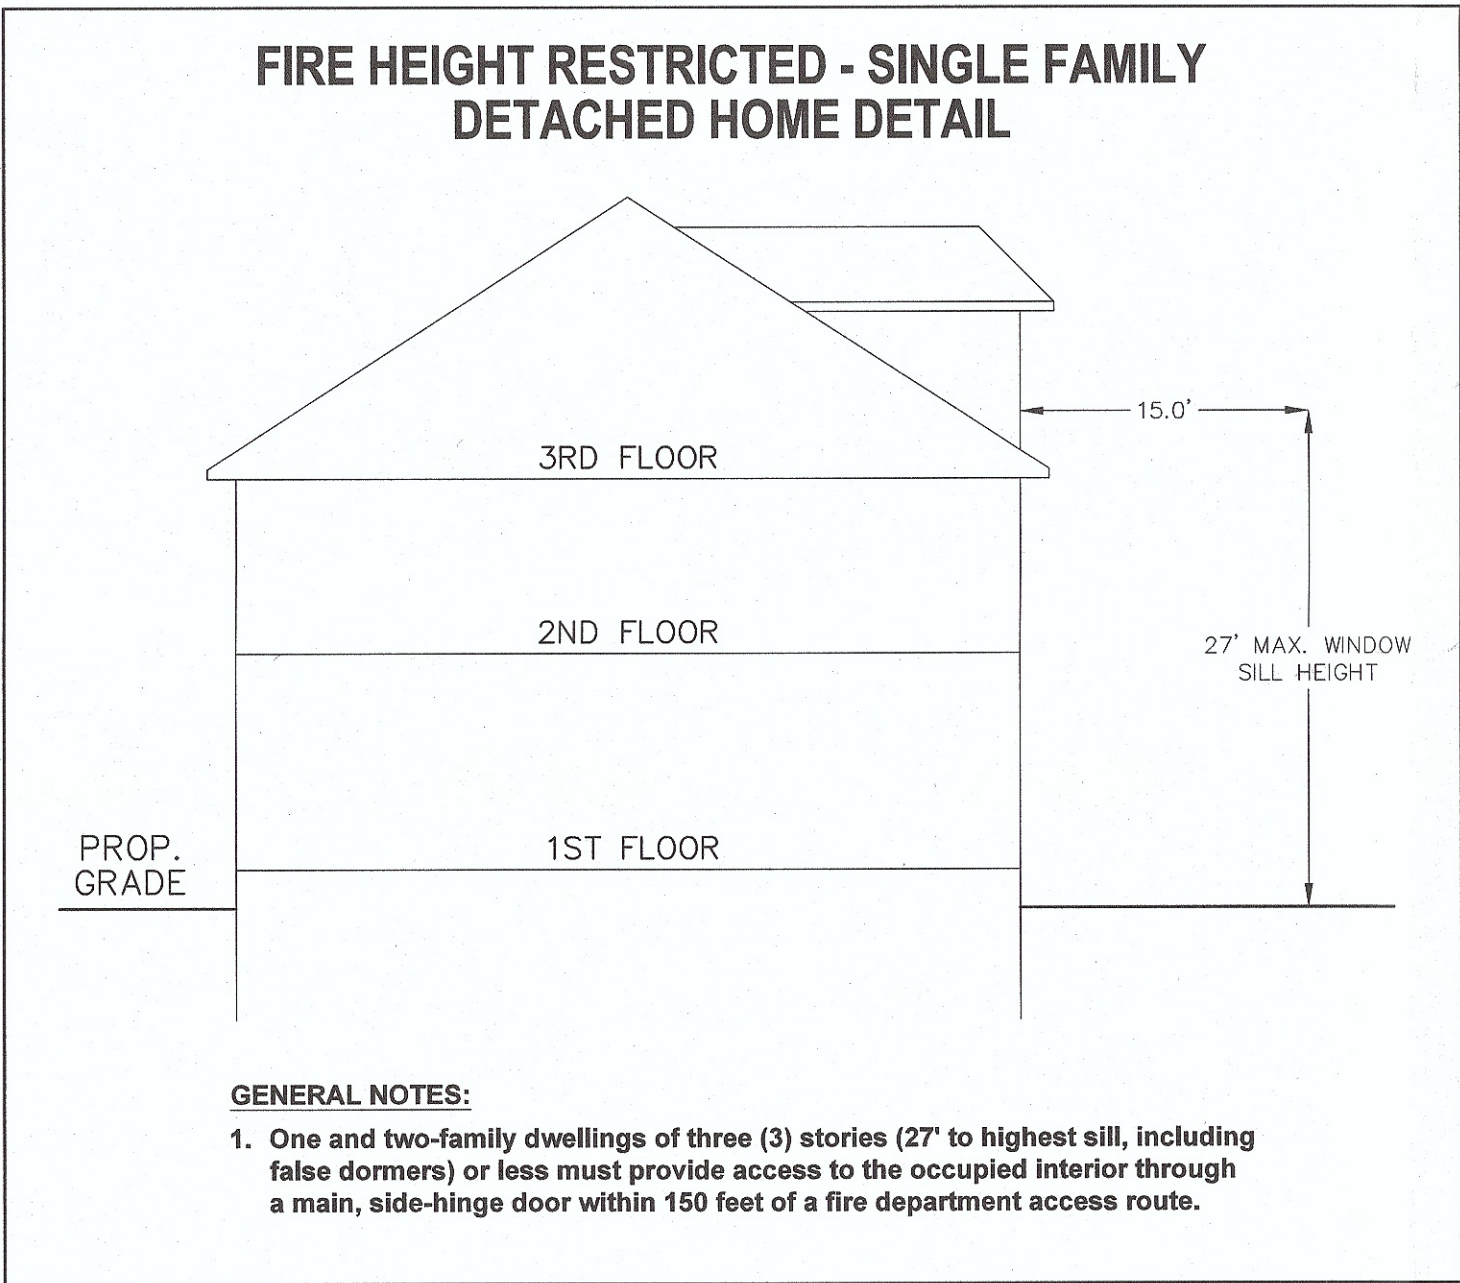 FIRE HEIGHT RESTRICTED - SINGLE FAMILY
DETACHED HOME DETAIL
15.0'
3RD FLOOR
2ND FLOOR
27' MAX. WINDOW
SILL HEIGHT
PROP.
GRADE
1ST FLOOR
GENERAL NOTES:
1. One and two-family dwellings of three (3) stories (27' to highest sill, including
false dormers) or less must provide access to the occupied interior through
a main, side-hinge door within 150 feet of a fire department access route.